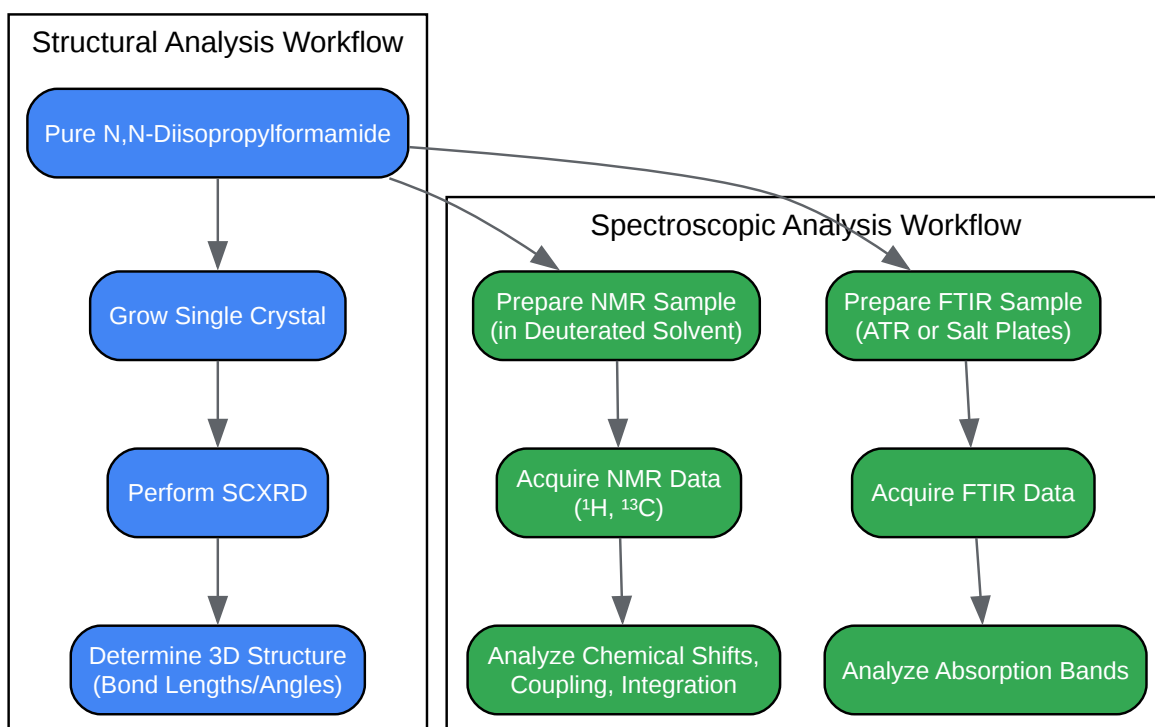 Structural Analysis Workflow
Pure N,N-Diisopropylformamide
Grow Single Crystal
Perform SCXRD
Determine 3D Structure
(Bond Lengths/Angles)
Spectroscopic Analysis Workflow
Prepare NMR Sample
(in Deuterated Solvent)
Acquire NMR Data
(¹H, ¹³C)
Analyze Chemical Shifts,
Coupling, Integration
Prepare FTIR Sample
(ATR or Salt Plates)
Acquire FTIR Data
Analyze Absorption Bands